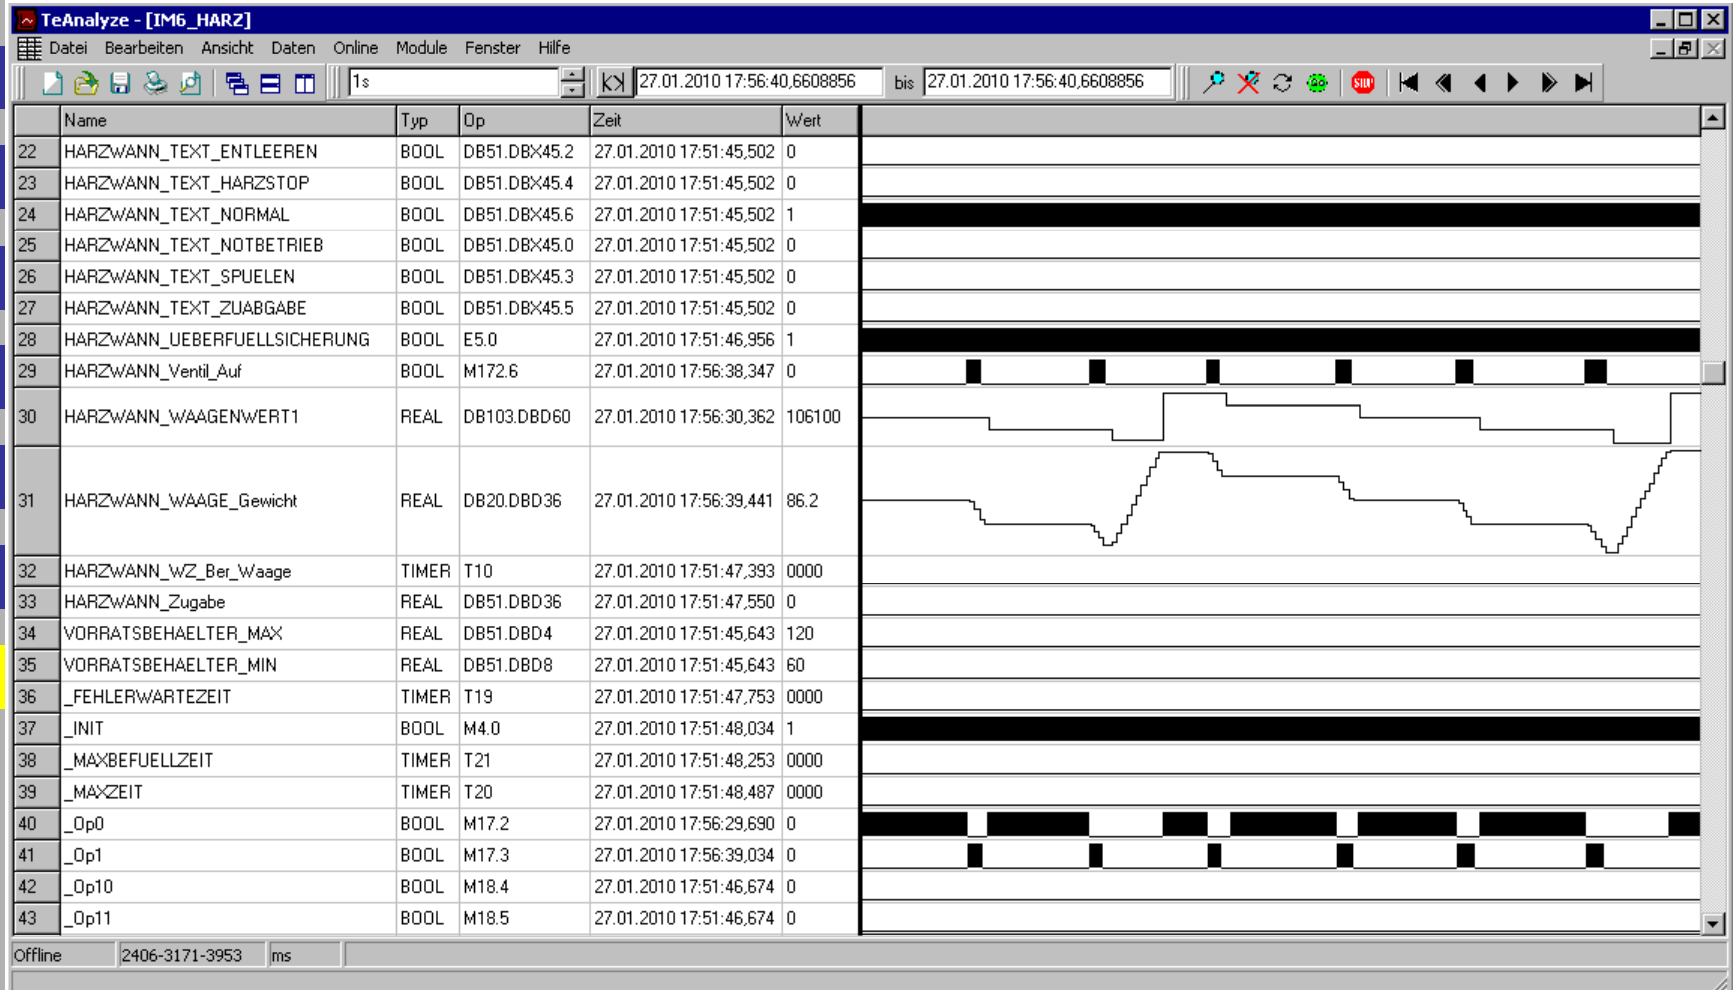 TeAnalyze - [IM6_HARZ]
Datei Bearbeiten Ansicht Daten Online Module Fenster Hilfe
1s 27.01.2010 17:56:40,6608856 bis 27.01.2010 17:56:40,6608856 STOP
Name Typ Op Zeit Wert
22 HARZWANN_TEXT_ENTLEEREN BOOL DB51.DBX45.2 27.01.2010 17:51:45,502 0
23 HARZWANN_TEXT_HARZSTOP BOOL DB51.DBX45.4 27.01.2010 17:51:45,502 0
24 HARZWANN_TEXT_NORMAL BOOL DB51.DBX45.6 27.01.2010 17:51:45,502 1
25 HARZWANN_TEXT_NOTBETRIEB BOOL DB51.DBX45.0 27.01.2010 17:51:45,502 0
26 HARZWANN_TEXT_SPUELEN BOOL DB51.DBX45.3 27.01.2010 17:51:45,502 0
27 HARZWANN_TEXT_ZUABGABE BOOL DB51.DBX45.5 27.01.2010 17:51:45,502 0
28 HARZWANN_UEBERFUELLSICHERUNG BOOL E5.0 27.01.2010 17:51:46,956 1
29 HARZWANN_Ventil_Auf BOOL M172.6 27.01.2010 17:56:38,347 0
30 HARZWANN_WAAGENWERT1 REAL DB103.DBD60 27.01.2010 17:56:30,362 106100
31 HARZWANN_WAAGE_Gewicht REAL DB20.DBD36 27.01.2010 17:56:39,441 86.2
32 HARZWANN_WZ_Ber_Waage TIMER T10 27.01.2010 17:51:47,393 0000
33 HARZWANN_Zugabe REAL DB51.DBD36 27.01.2010 17:51:47,550 0
34 VORRATSBEHAELTER_MAX REAL DB51.DBD4 27.01.2010 17:51:45,643 120
35 VORRATSBEHAELTER_MIN REAL DB51.DBD8 27.01.2010 17:51:45,643 60
36 _FEHLERWARTEZEIT TIMER T19 27.01.2010 17:51:47,753 0000
37 _INIT BOOL M4.0 27.01.2010 17:51:48,034 1
38 _MAXBEFUELLZEIT TIMER T21 27.01.2010 17:51:48,253 0000
39 _MAXZEIT TIMER T20 27.01.2010 17:51:48,487 0000
40 _Op0 BOOL M17.2 27.01.2010 17:56:29,690 0
41 _Op1 BOOL M17.3 27.01.2010 17:56:39,034 0
42 _Op10 BOOL M18.4 27.01.2010 17:51:46,674 0
43 _Op11 BOOL M18.5 27.01.2010 17:51:46,674 0
Offline 2406-3171-3953 ms